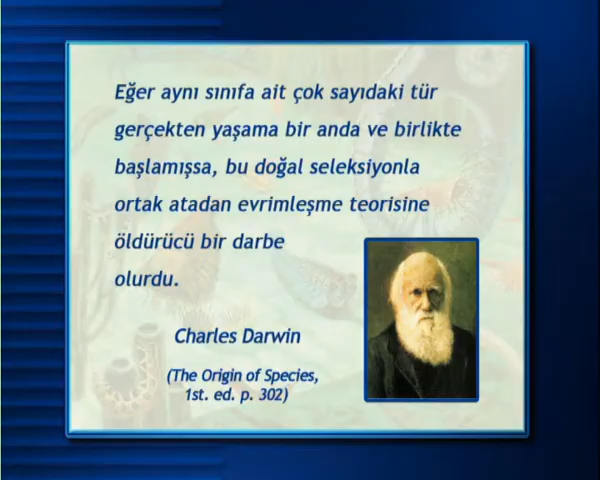 Eğer aynı sınıfa ait çok sayıdaki tür
gerçekten yaşama bir anda ve birlikte
başlamışsa, bu doğal seleksiyonla
ortak atadan evrimleşme teorisine
öldürücü bir darbe
olurdu.
Charles Darwin
(The Origin of Species,
1st. ed. p. 302)